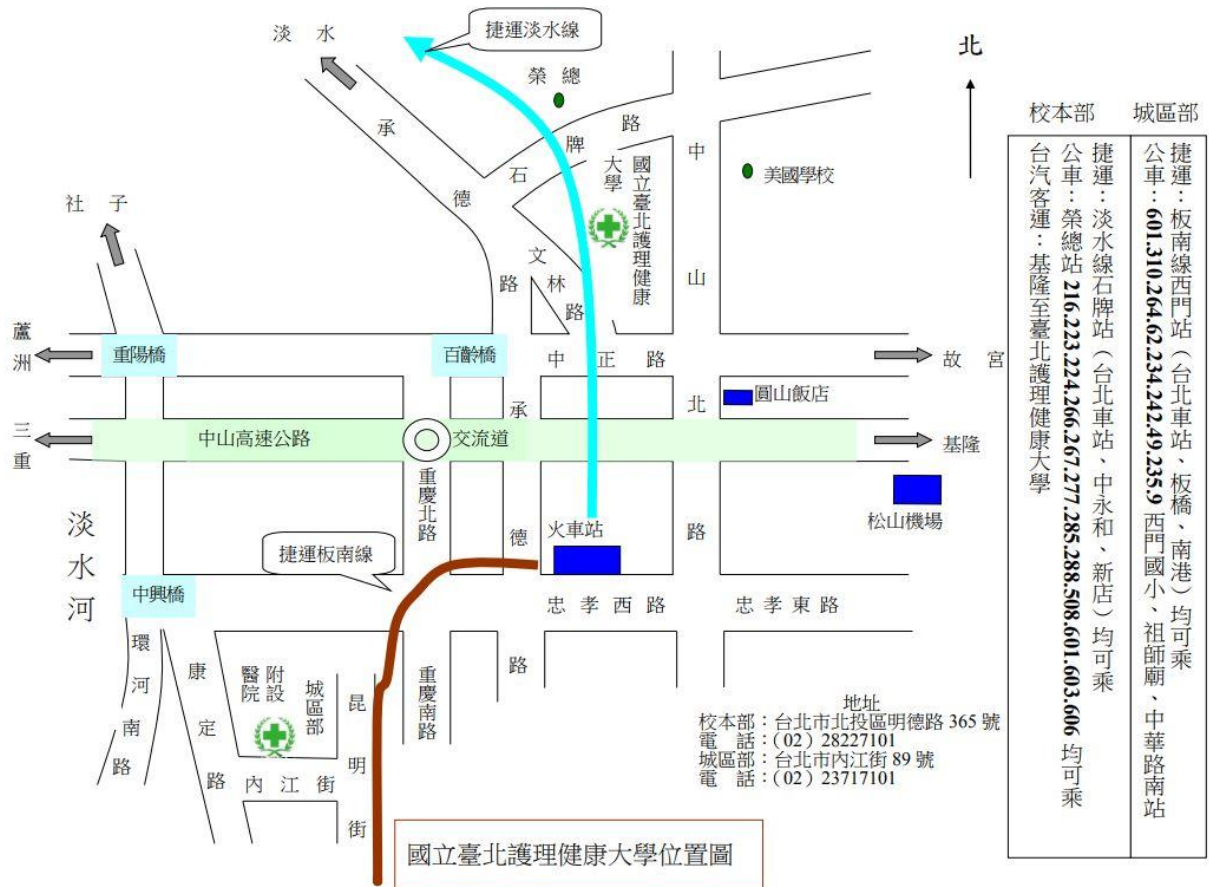 淡水
捷運淡水線
榮總
北
石牌路
中山北路
承德路
國立臺北護理健康
大學
美國學校
社子
文林路
蘆洲
重陽橋
百齡橋
中正路
故宮
圓山飯店
三重
中山高速公路
交流道
基隆
重慶北路
承德路
松山機場
火車站
淡水河
捷運板南線
中興橋
忠孝西路
忠孝東路
環河南路
康定路
附設
醫院
城區部
昆明街
重慶南路
內江街
地址
校本部：台北市北投區明德路 365 號
電　話：(02) 28227101
城區部：台北市內江街 89 號
電　話：(02) 23717101
國立臺北護理健康大學位置圖
城區部
捷運：板南線西門站（台北車站、板橋、南港）均可乘
公車：601.310.264.62.234.242.49.235.9 西門國小、祖師廟、中華路南站
校本部
捷運：淡水線石牌站（台北車站、中永和、新店）均可乘
公車：榮總站 216.223.224.266.267.277.285.288.508.601.603.606 均可乘
台汽客運：基隆至臺北護理健康大學